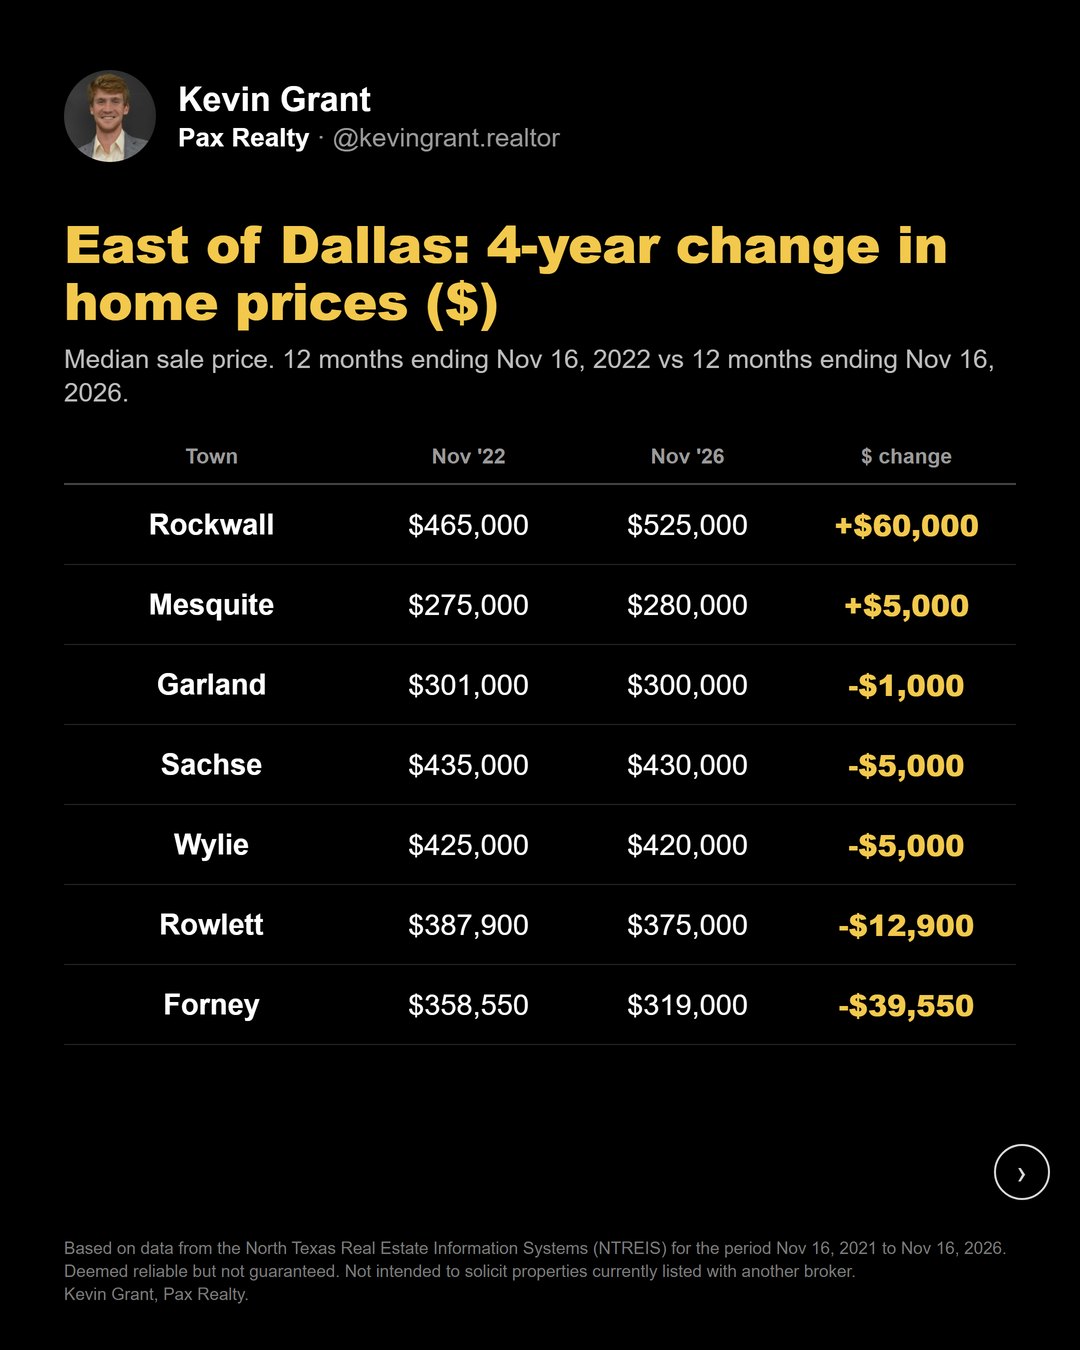 Kevin Grant
Pax Realty · @kevingrant.realtor
East of Dallas: 4-year change in
home prices ($)
Median sale price. 12 months ending Nov 16, 2022 vs 12 months ending Nov 16,
2026.
Town Nov '22 Nov '26 $ change
Rockwall $465,000 $525,000 +$60,000
Mesquite $275,000 $280,000 +$5,000
Garland $301,000 $300,000 -$1,000
Sachse $435,000 $430,000 -$5,000
Wylie $425,000 $420,000 -$5,000
Rowlett $387,900 $375,000 -$12,900
Forney $358,550 $319,000 -$39,550
Based on data from the North Texas Real Estate Information Systems (NTREIS) for the period Nov 16, 2021 to Nov 16, 2026.
Deemed reliable but not guaranteed. Not intended to solicit properties currently listed with another broker.
Kevin Grant, Pax Realty.